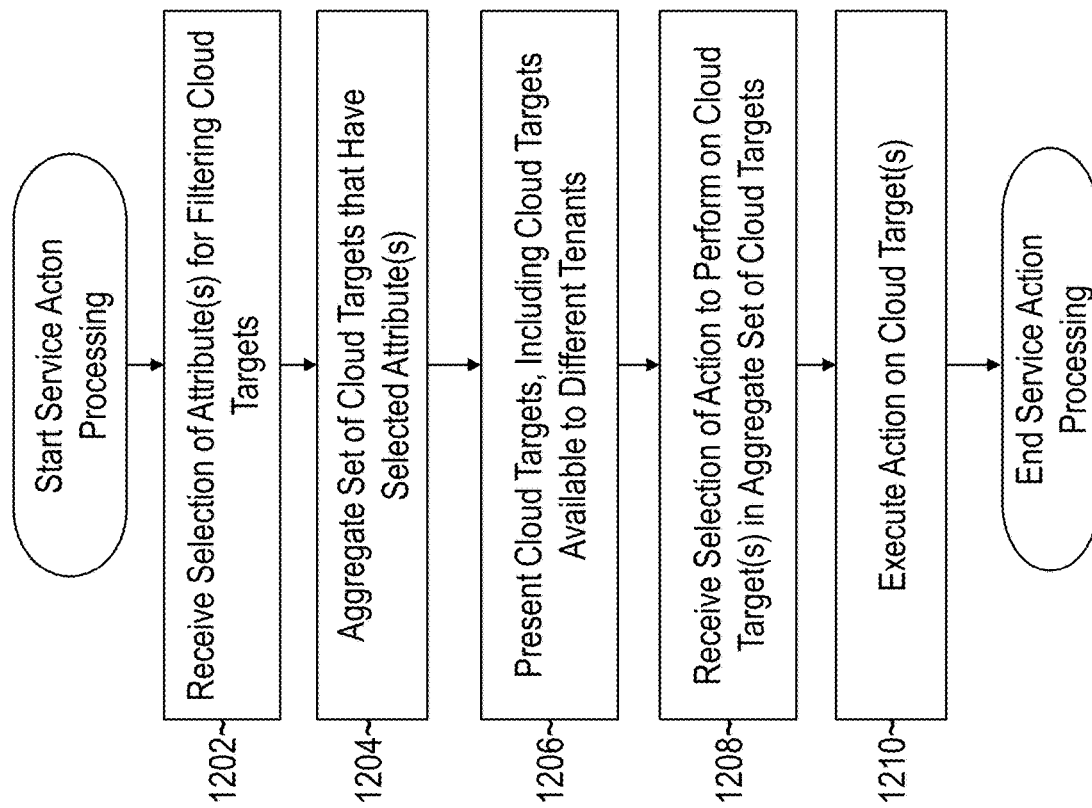 Start Service Acton
Processing
1202~
Receive Selection of Attribute(s) for Filtering Cloud
Targets
1204~
Aggregate Set of Cloud Targets that Have
Selected Attribute(s)
1206~
Present Cloud Targets, Including Cloud Targets
Available to Different Tenants
1208~
Receive Selection of Action to Perform on Cloud
Target(s) in Aggregate Set of Cloud Targets
1210~
Execute Action on Cloud Target(s)
End Service Action
Processing